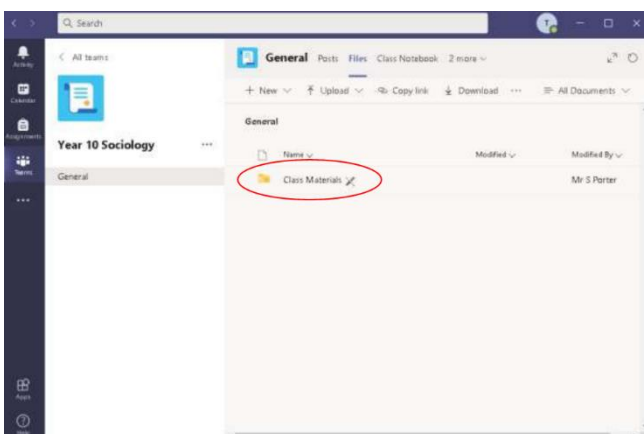 Search
T
Activity
Calendar
Assignments
Teams
Apps
Help
All teams
Year 10 Sociology
General
General Posts Files Class Notebook 2 more
+ New Upload Copy link Download ... All Documents
General
Name Modified Modified By
Class Materials Mr S Porter